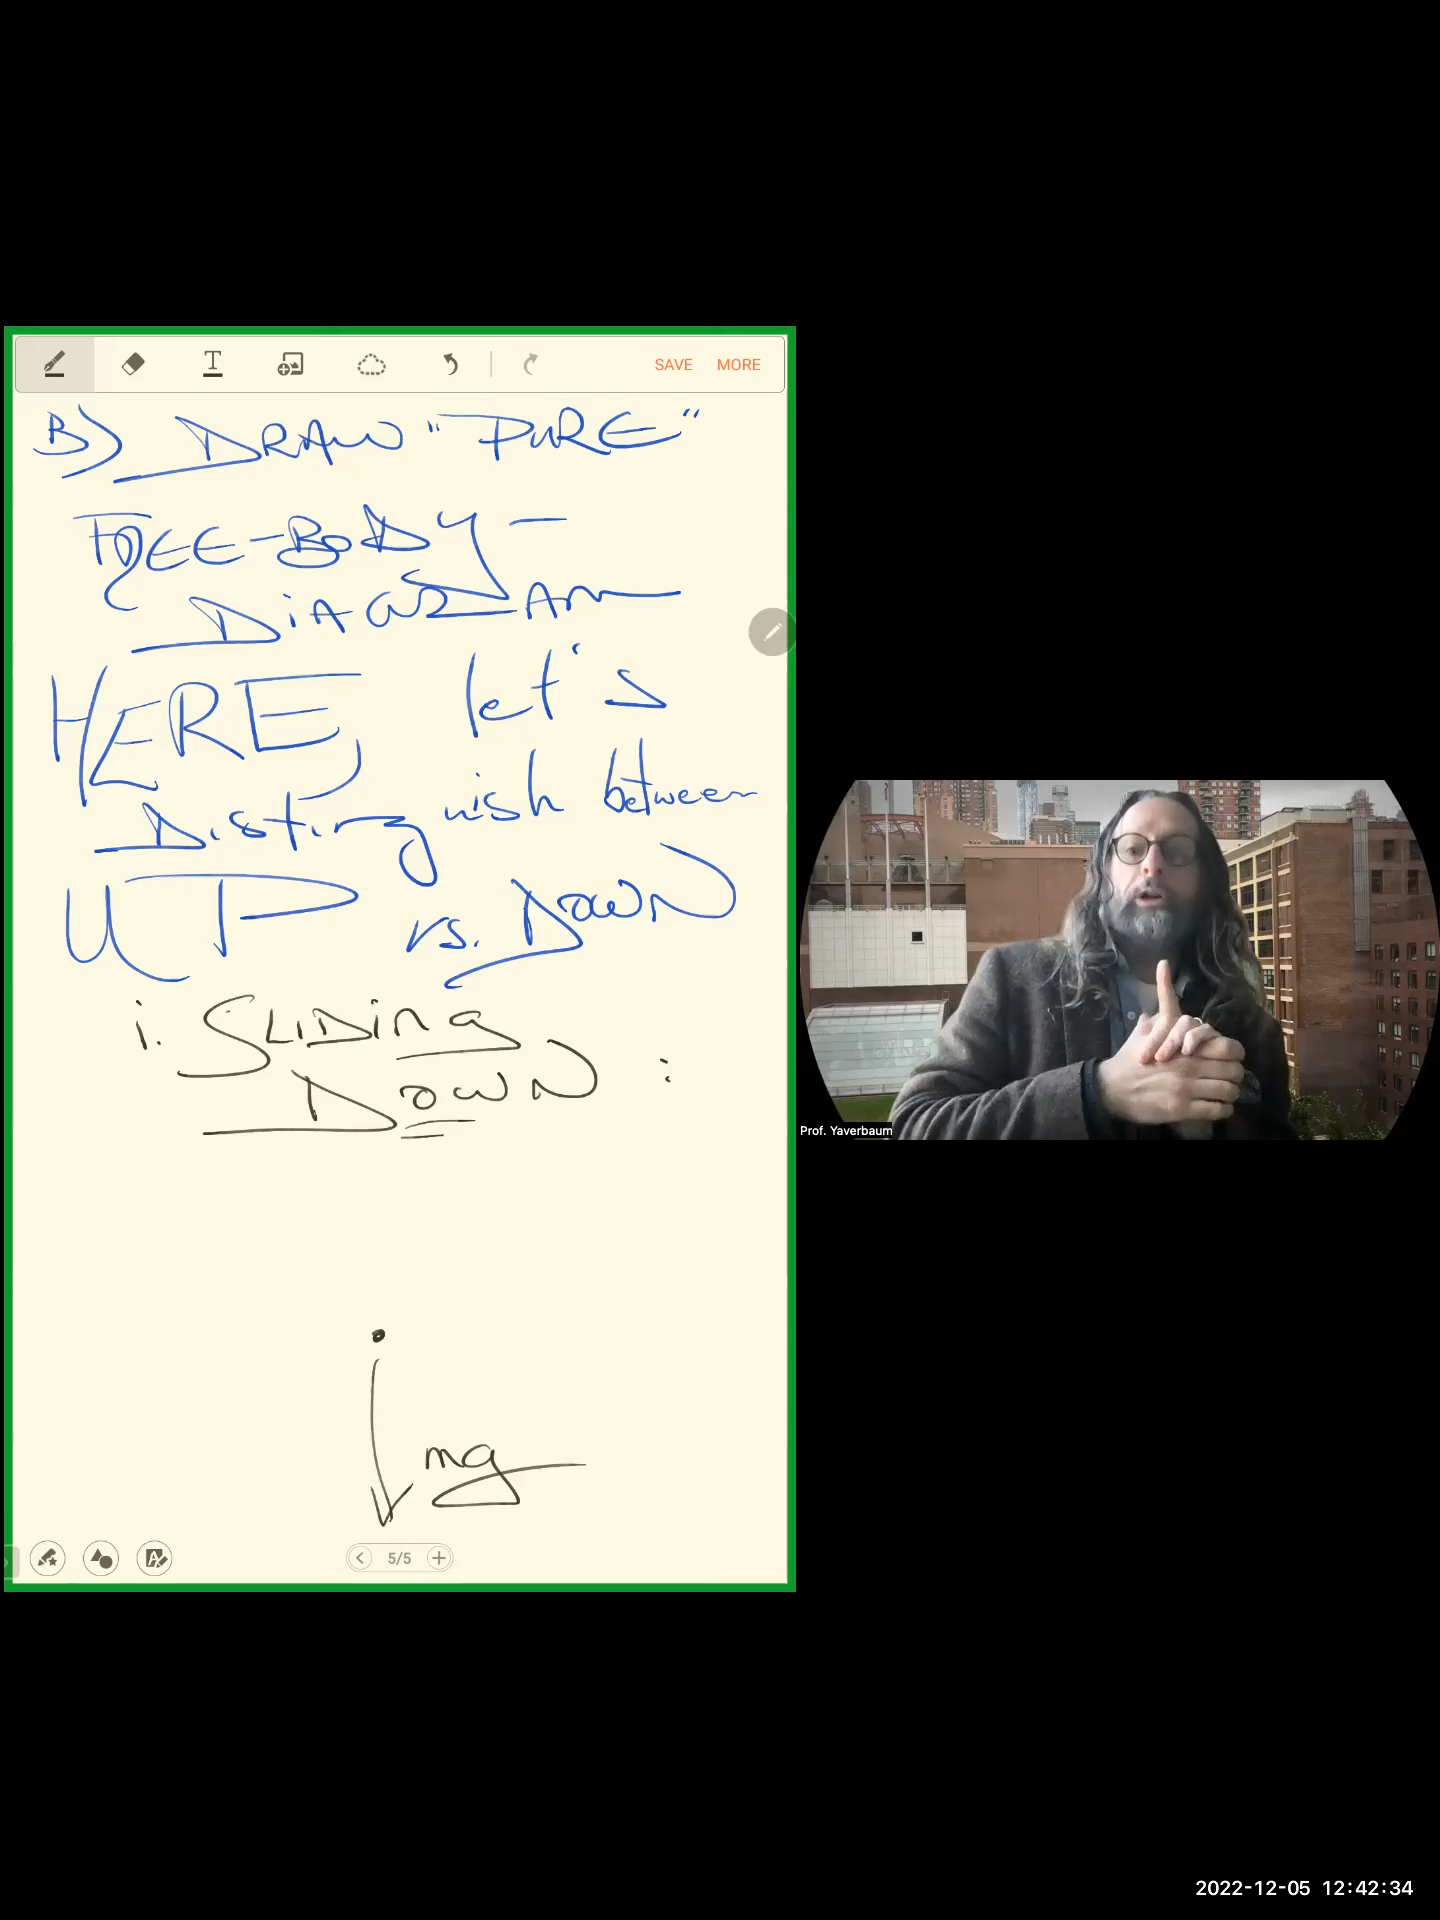 T
SAVE MORE
B) DRAW "PURE"
FREE-BODY-
DIAGRAM
HERE, let's
Distinguish between
UP vs. DOWN
i. SLIDING
DOWN :
mg
5/5
Prof. Yaverbaum
2022-12-05 12:42:34